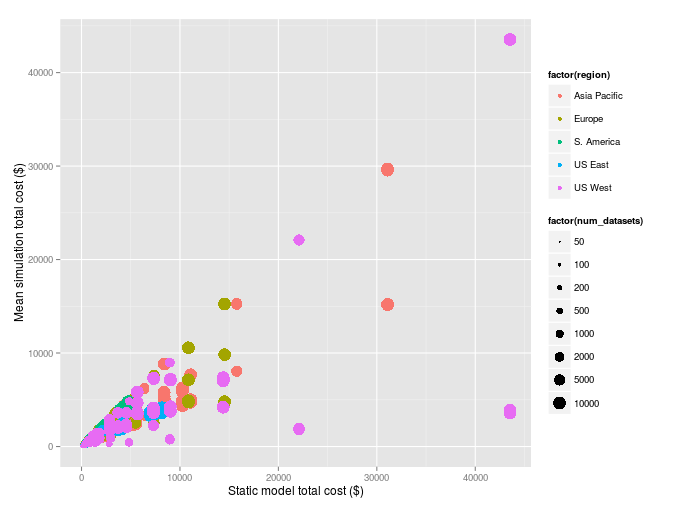 Mean simulation total cost ($)
40000
30000
20000
10000
0
0 10000 20000 30000 40000
Static model total cost ($)
factor(region)
Asia Pacific
Europe
S. America
US East
US West
factor(num_datasets)
50
100
200
500
1000
2000
5000
10000